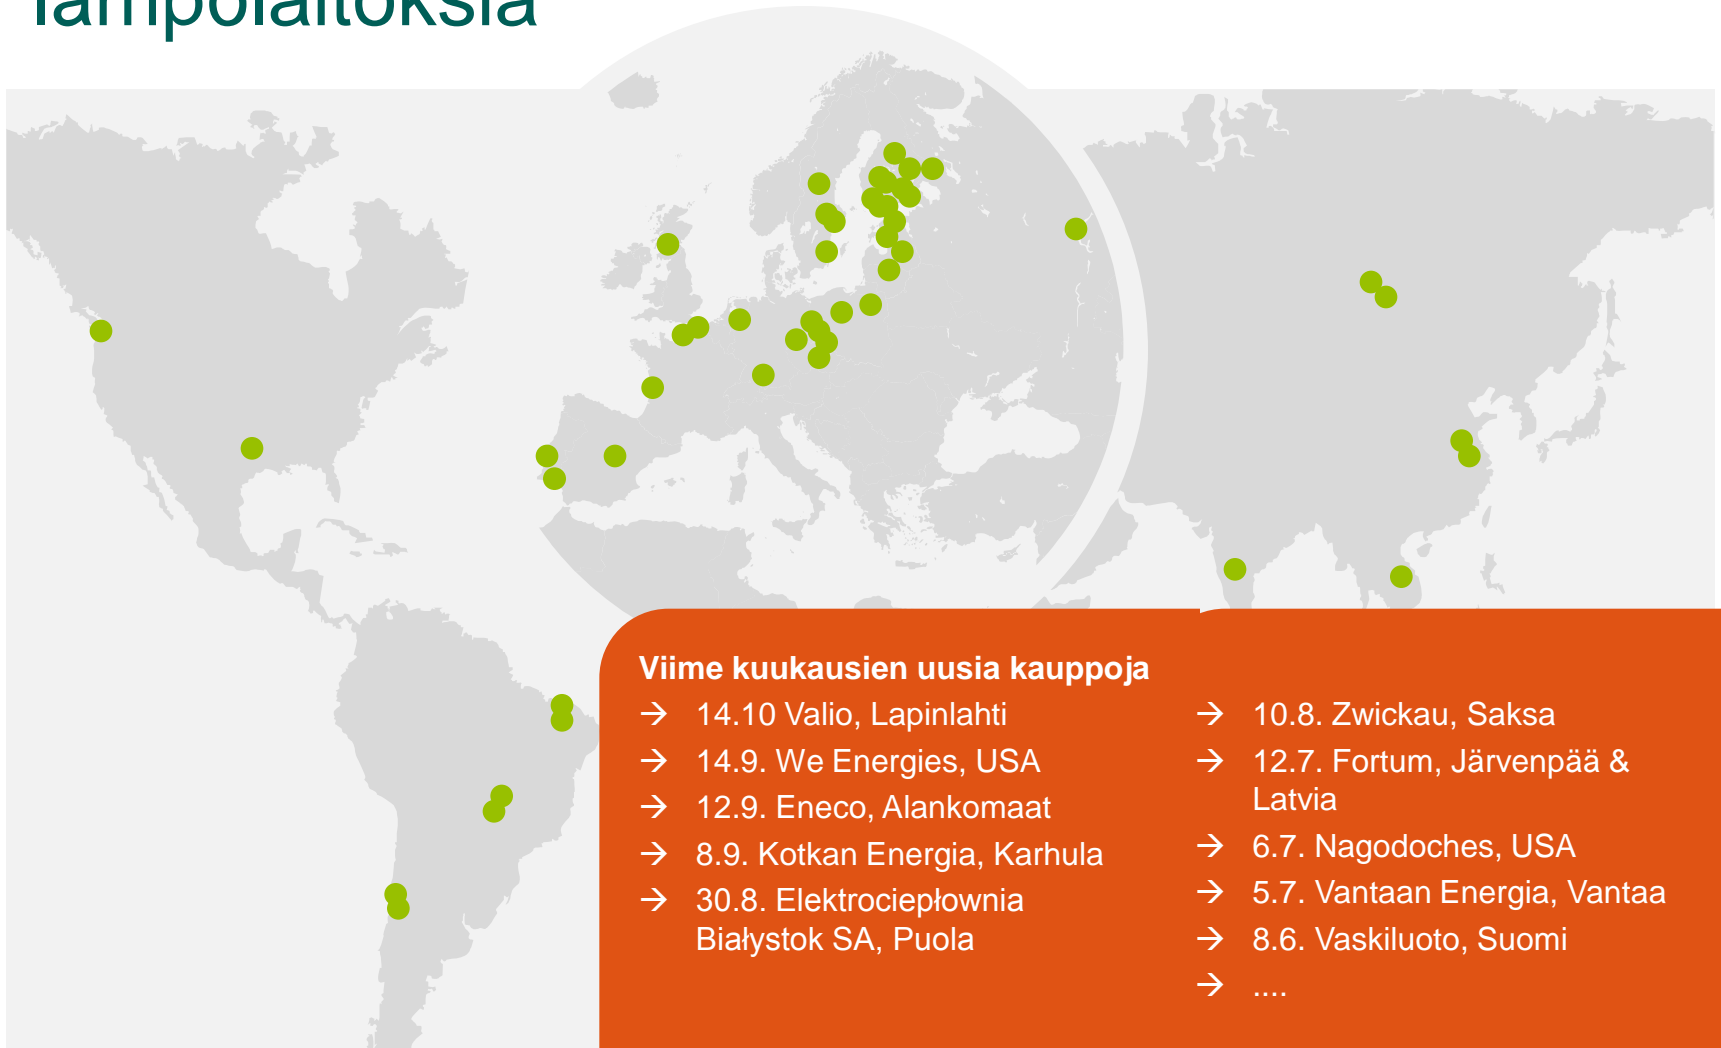 lämpölaitoksia
Viime kuukausien uusia kauppoja
→ 14.10 Valio, Lapinlahti
→ 14.9. We Energies, USA
→ 12.9. Eneco, Alankomaat
→ 8.9. Kotkan Energia, Karhula
→ 30.8. Elektrociepłownia
Białystok SA, Puola
→ 10.8. Zwickau, Saksa
→ 12.7. Fortum, Järvenpää &
Latvia
→ 6.7. Nagodoches, USA
→ 5.7. Vantaan Energia, Vantaa
→ 8.6. Vaskiluoto, Suomi
→ ....